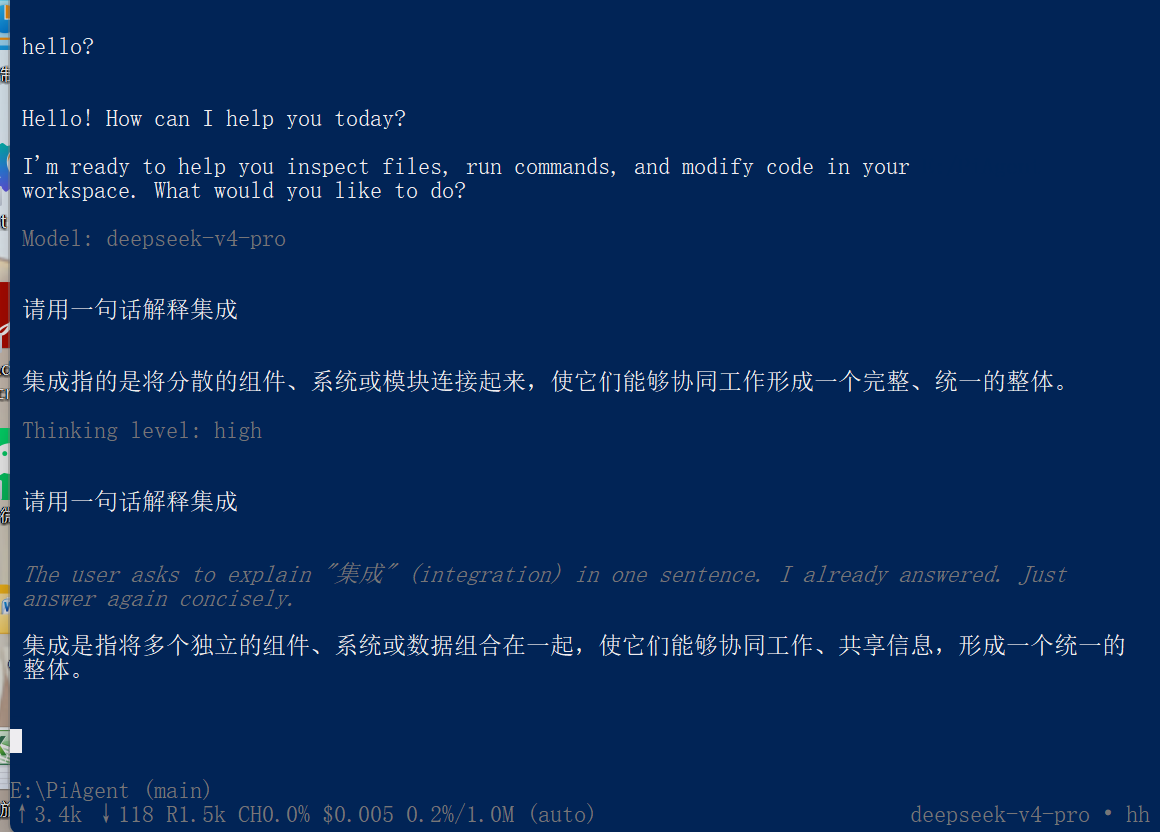 hello?
Hello! How can I help you today?
I'm ready to help you inspect files, run commands, and modify code in your
workspace. What would you like to do?
Model: deepseek-v4-pro
请用一句话解释集成
集成指的是将分散的组件、系统或模块连接起来，使它们能够协同工作形成一个完整、统一的整体。
Thinking level: high
请用一句话解释集成
The user asks to explain "集成" (integration) in one sentence. I already answered. Just
answer again concisely.
集成是指将多个独立的组件、系统或数据组合在一起，使它们能够协同工作、共享信息，形成一个统一的
整体。
E:\PiAgent (main)
↑3.4k ↓118 R1.5k CH0.0% $0.005 0.2%/1.0M (auto) deepseek-v4-pro • hh